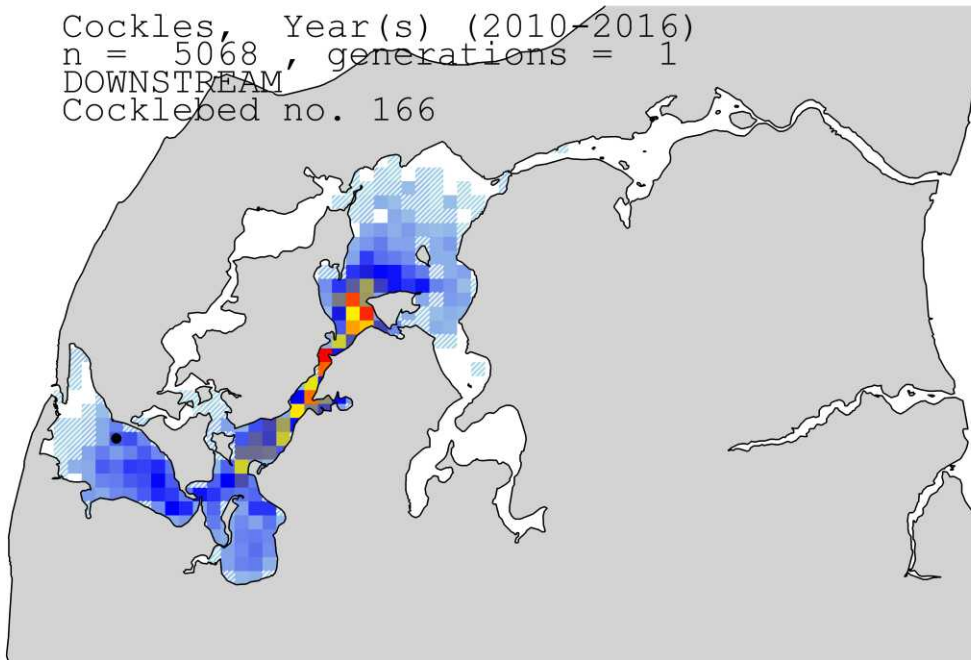 Cockles, Year(s) (2010-2016)
n = 5068 , generations = 1
DOWNSTREAM
Cocklebed no. 166